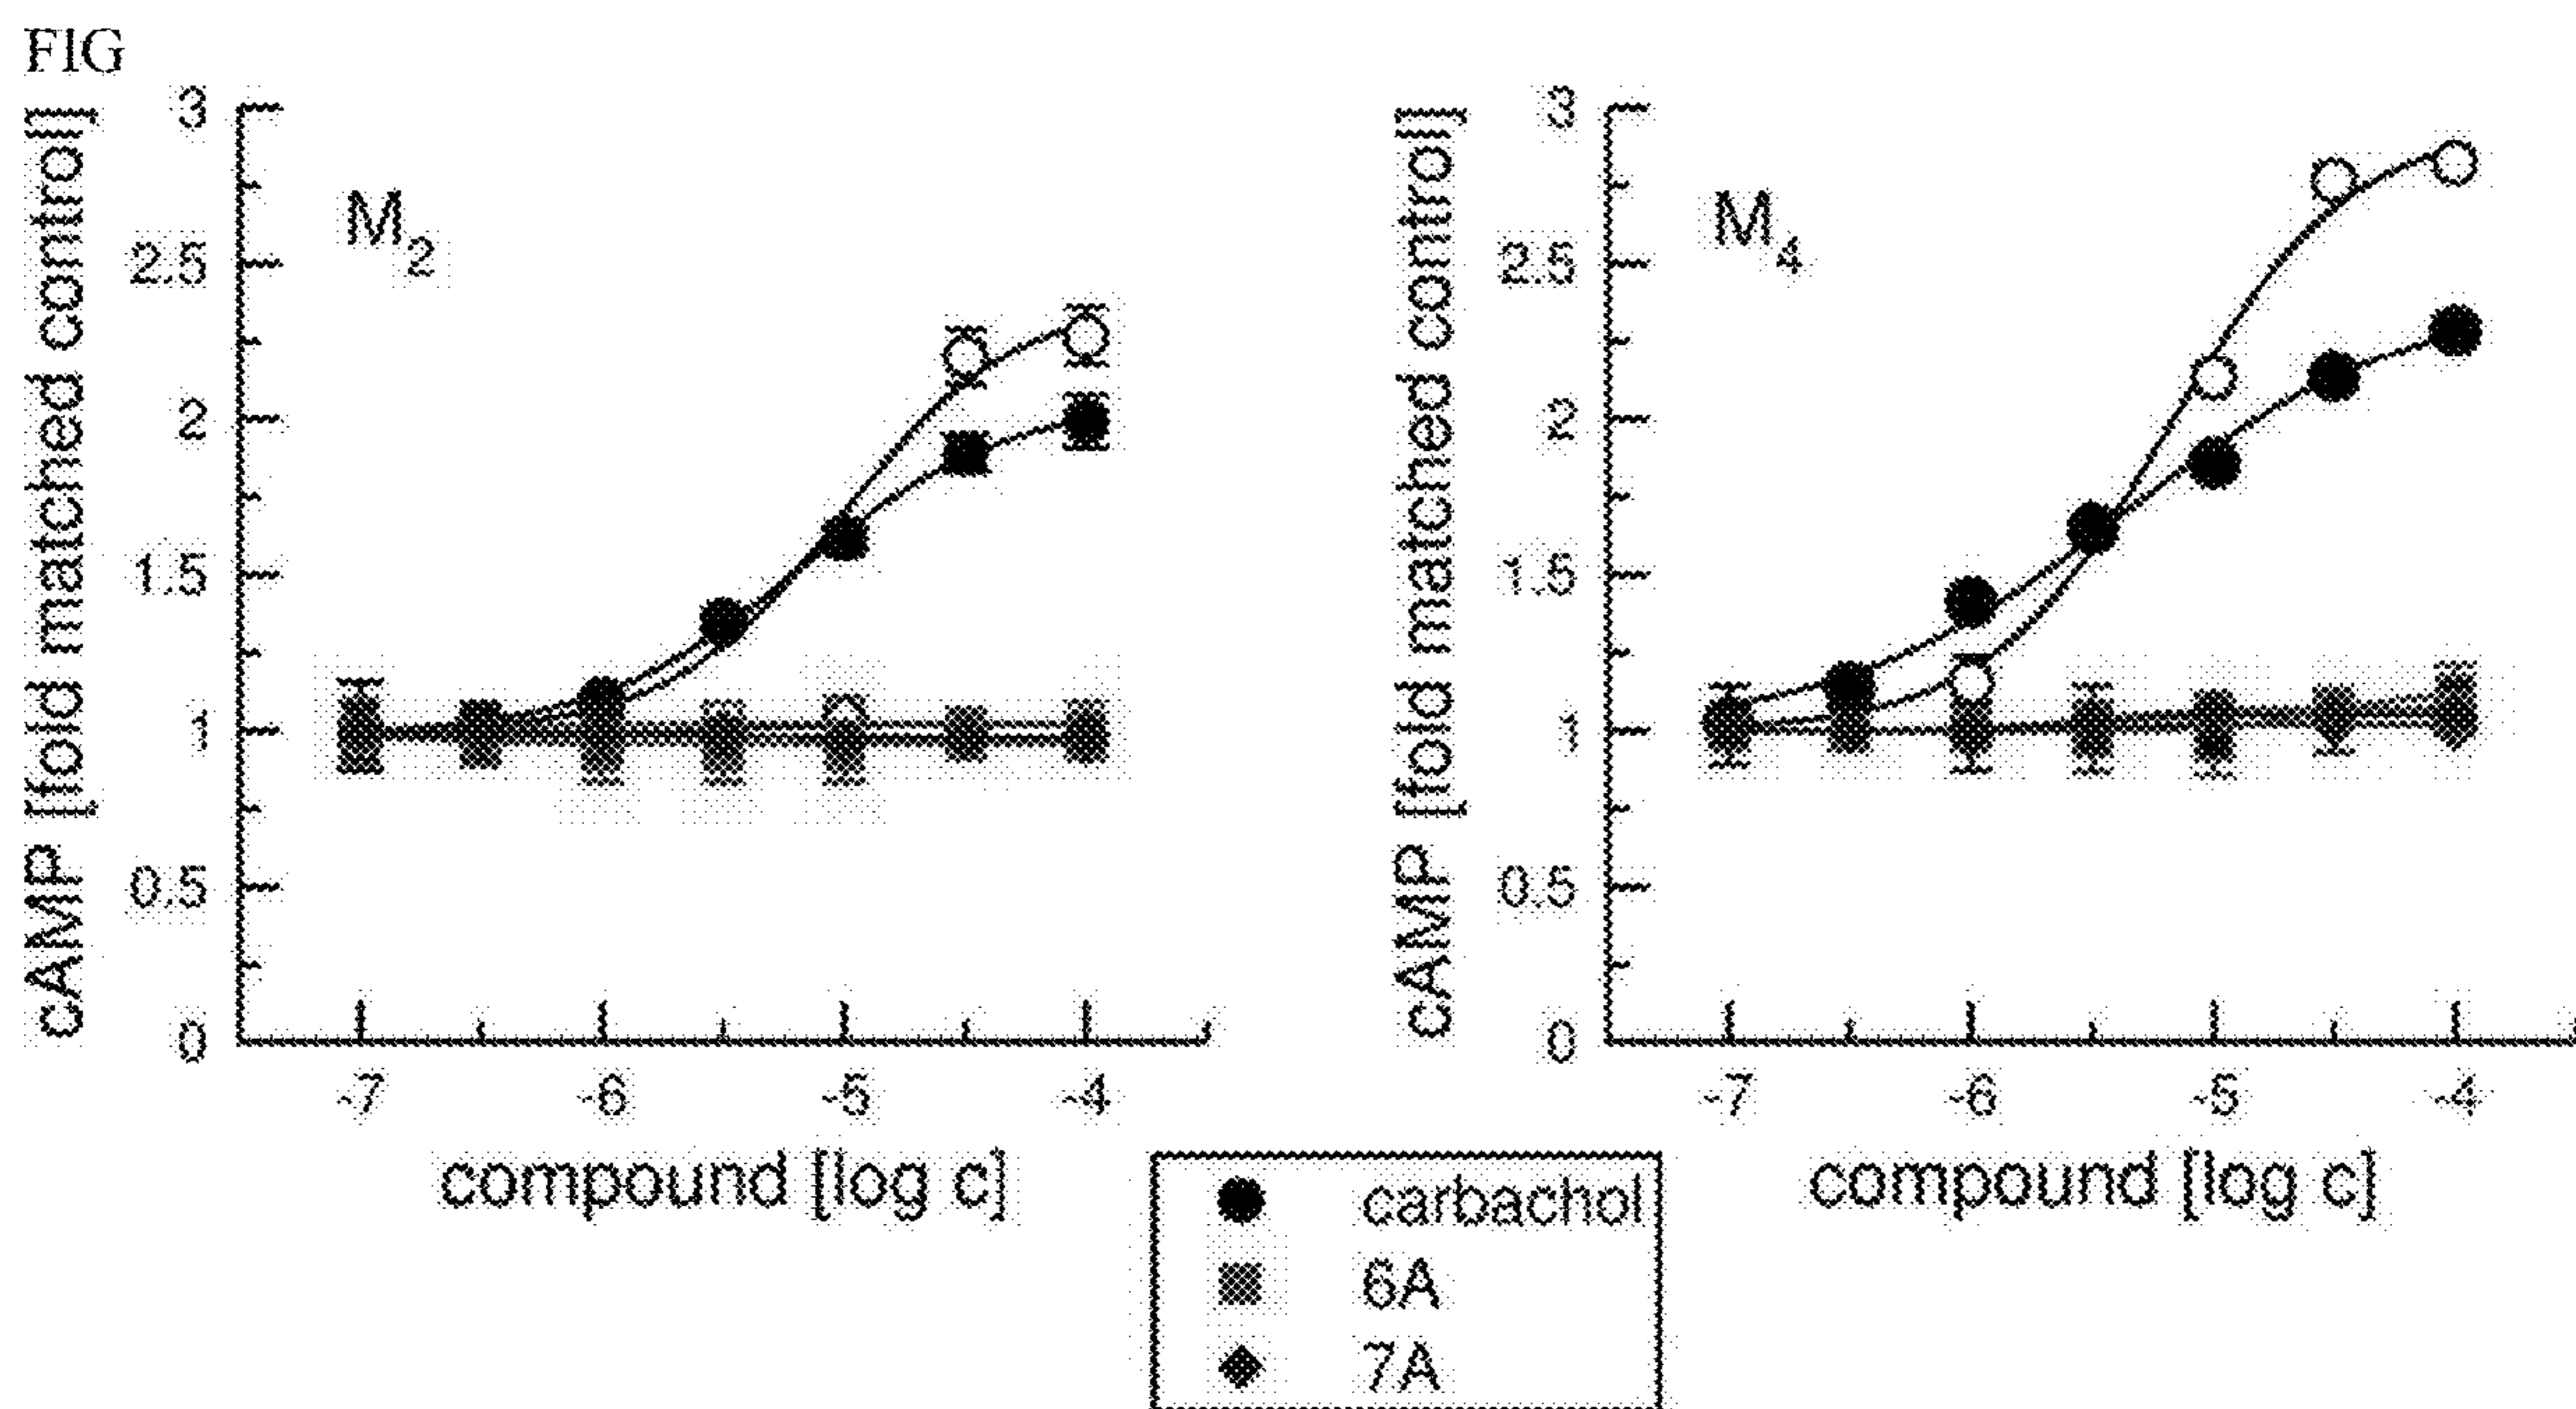 FIG
cAMP [fold matched control]
3
2.5
2
1.5
1
0.5
0
M2
-7 -6 -5 -4
compound [log c]
cAMP [fold matched control]
3
2.5
2
1.5
1
0.5
0
M4
-7 -6 -5 -4
compound [log c]
carbachol
6A
7A